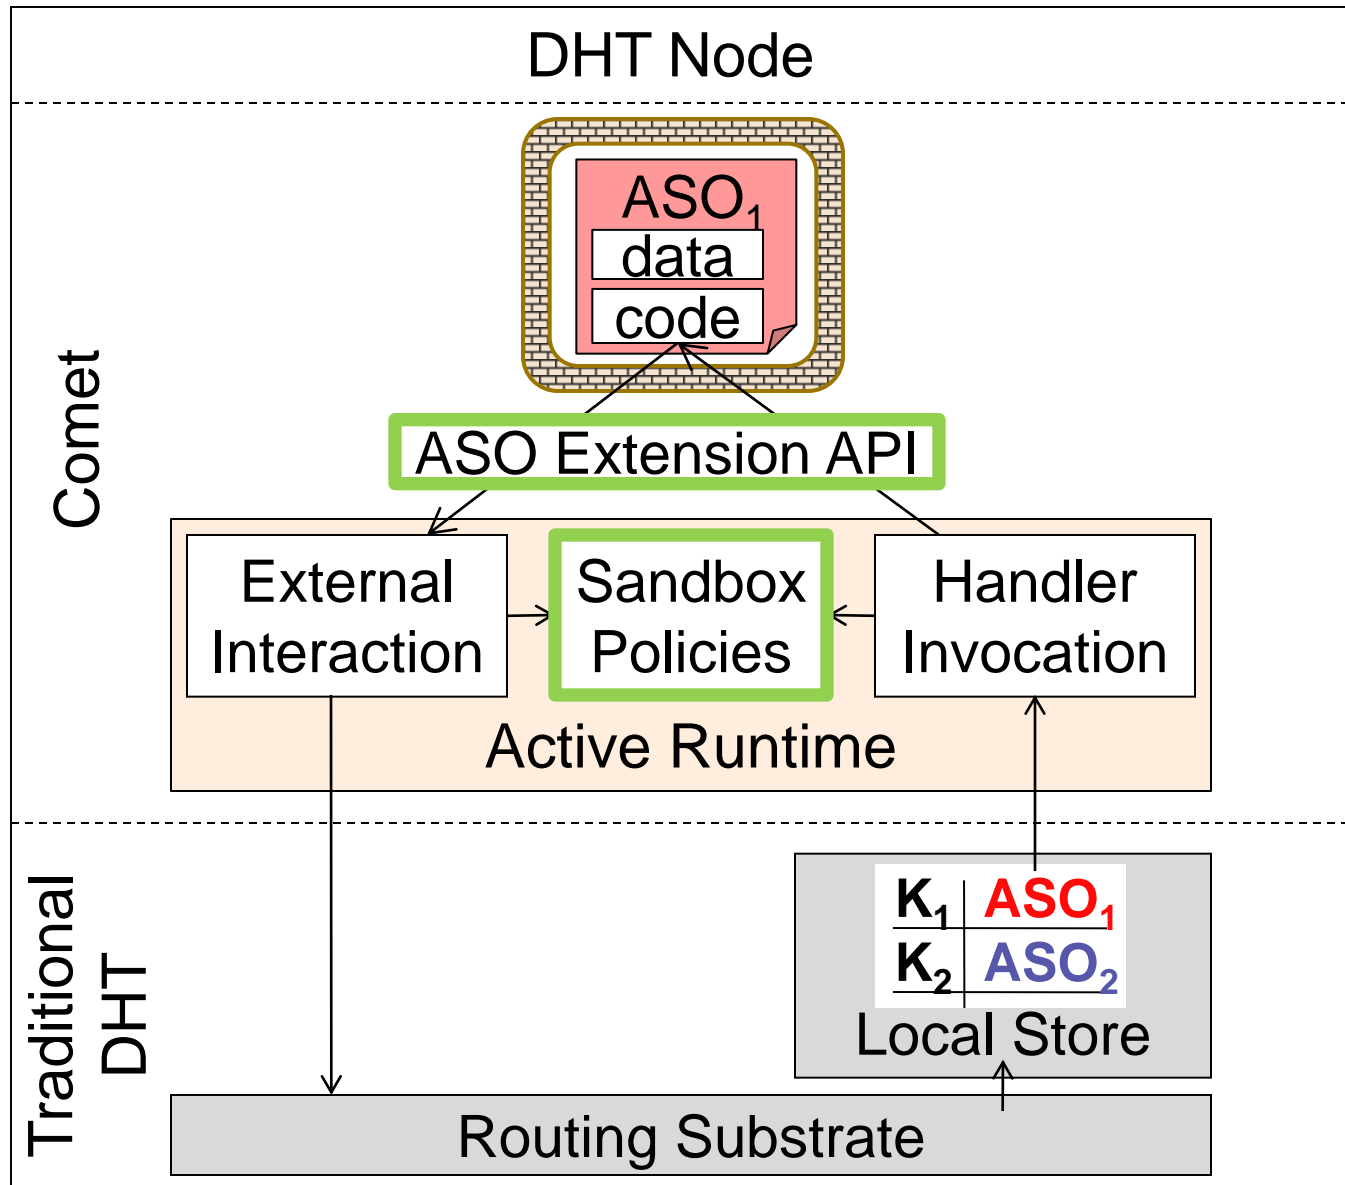 DHT Node
Comet
ASO₁
data
code
ASO Extension API
External
Interaction
Sandbox
Policies
Handler
Invocation
Active Runtime
Traditional
DHT
K₁ ASO₁
K₂ ASO₂
Local Store
Routing Substrate